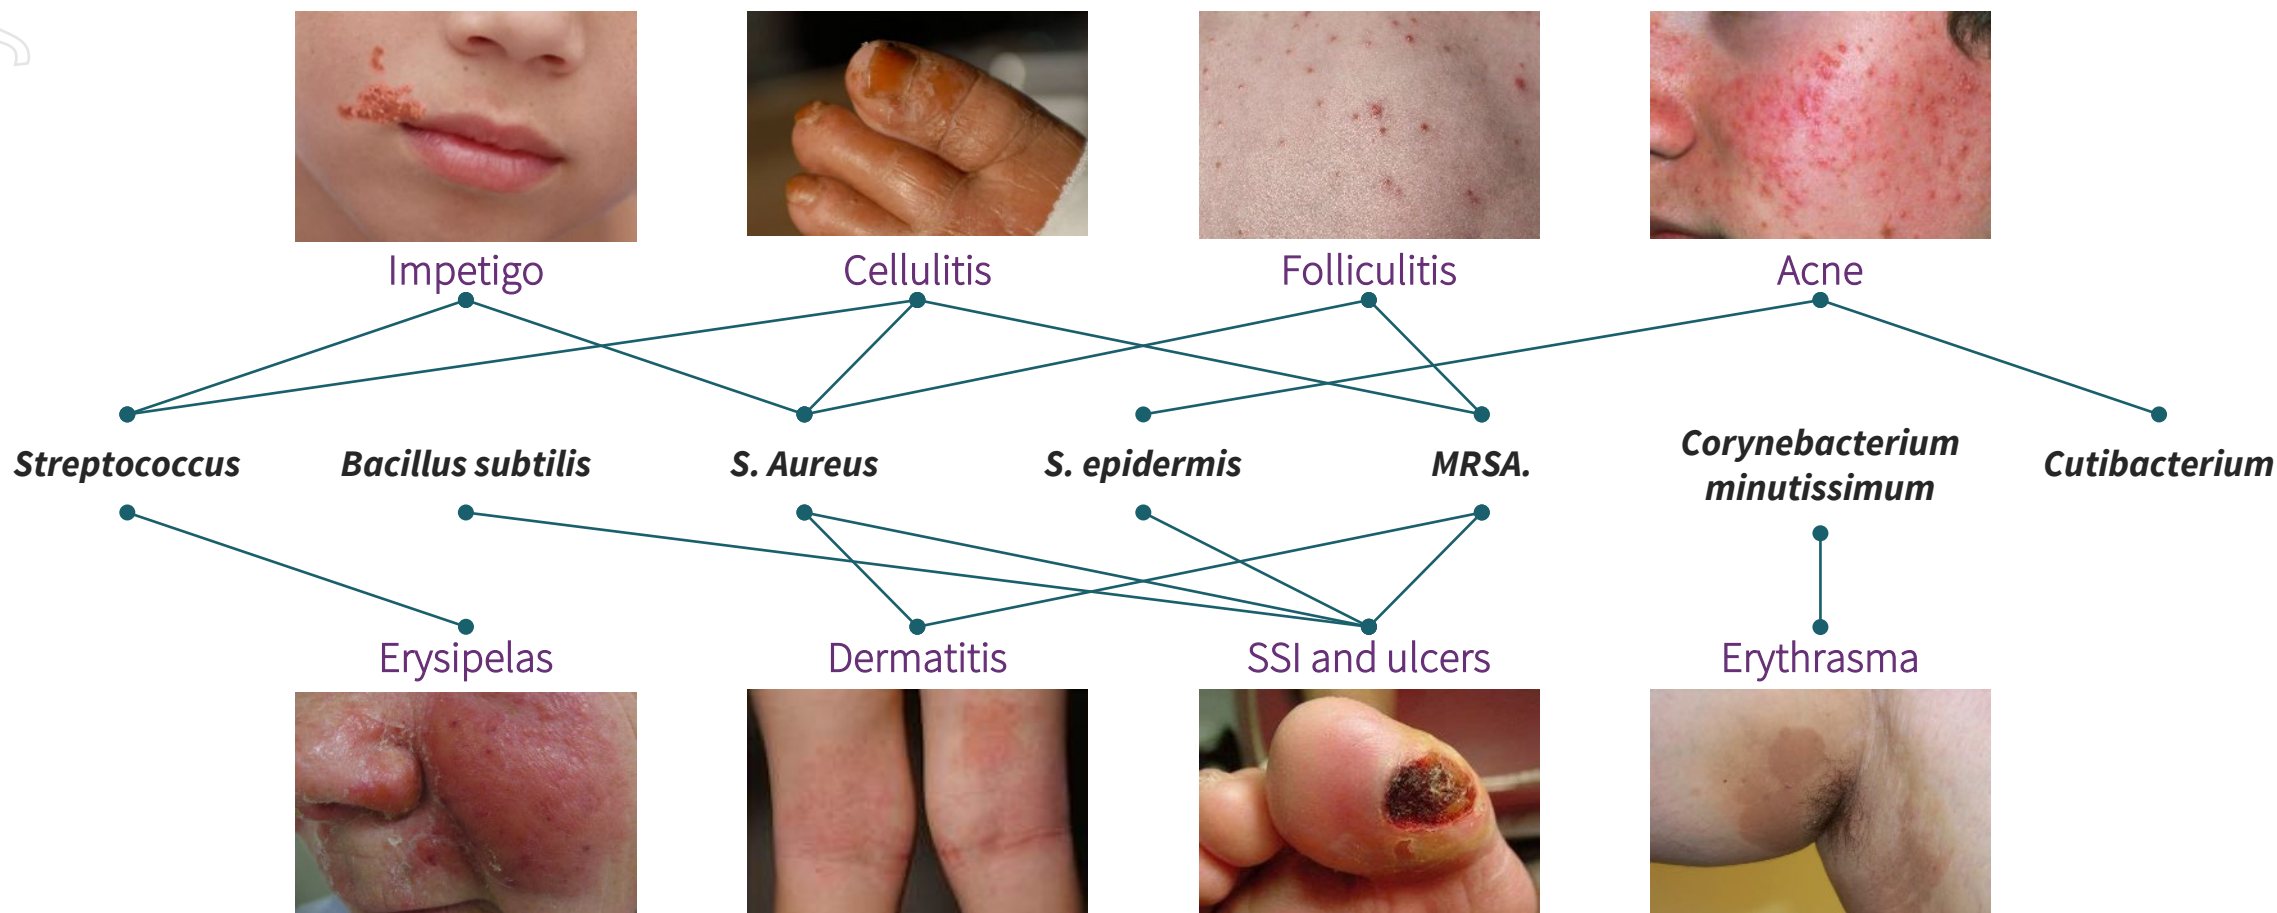 Impetigo
Cellulitis
Folliculitis
Acne
Streptococcus
Bacillus subtilis
S. Aureus
S. epidermis
MRSA.
Corynebacterium
minutissimum
Cutibacterium
Erysipelas
Dermatitis
SSI and ulcers
Erythrasma